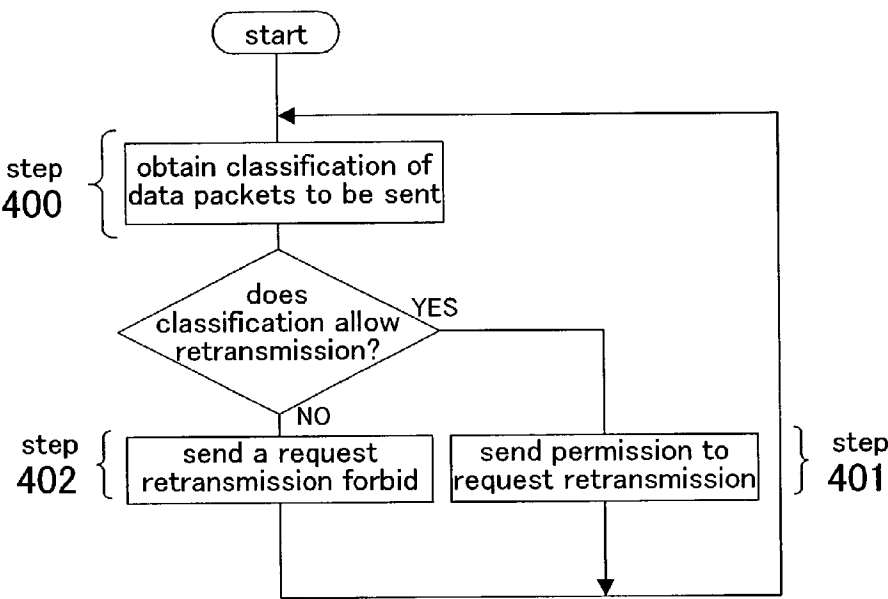 start
step
400
obtain classification of
data packets to be sent
does
classification allow
retransmission?
YES
NO
step
402
send a request
retransmission forbid
send permission to
request retransmission
step
401